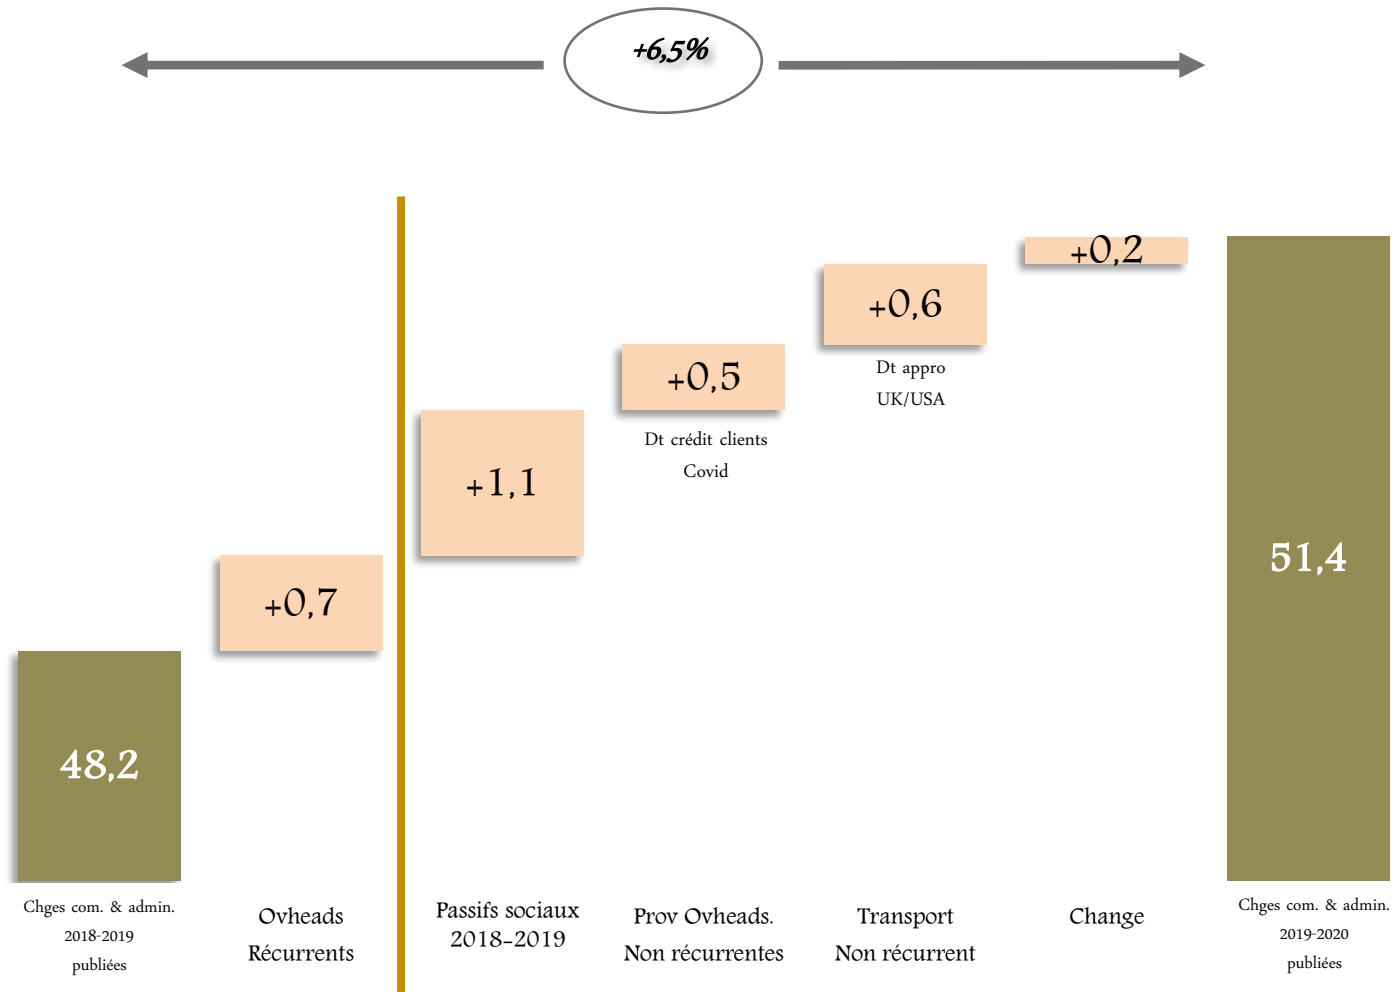 +6,5%
+0,2
+0,6
Dt appro
UK/USA
+0,5
Dt crédit clients
Covid
+1,1
+0,7
48,2
51,4
Chges com. & admin.
2018-2019
publiées
Ovheads
Récurrents
Passifs sociaux
2018-2019
Prov Ovheads.
Non récurrentes
Transport
Non récurrent
Change
Chges com. & admin.
2019-2020
publiées